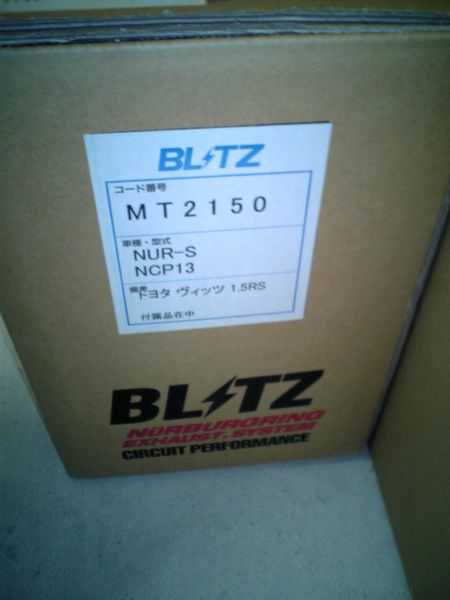 BLITZ
コード番号
MT2150
車種・型式
NUR-S
NCP13
備考
トヨタ ヴィッツ 1.5RS
付属品在中
BLITZ
NÜRBURGRING
EXHAUST. SYSTEM
CIRCUIT PERFORMANCE